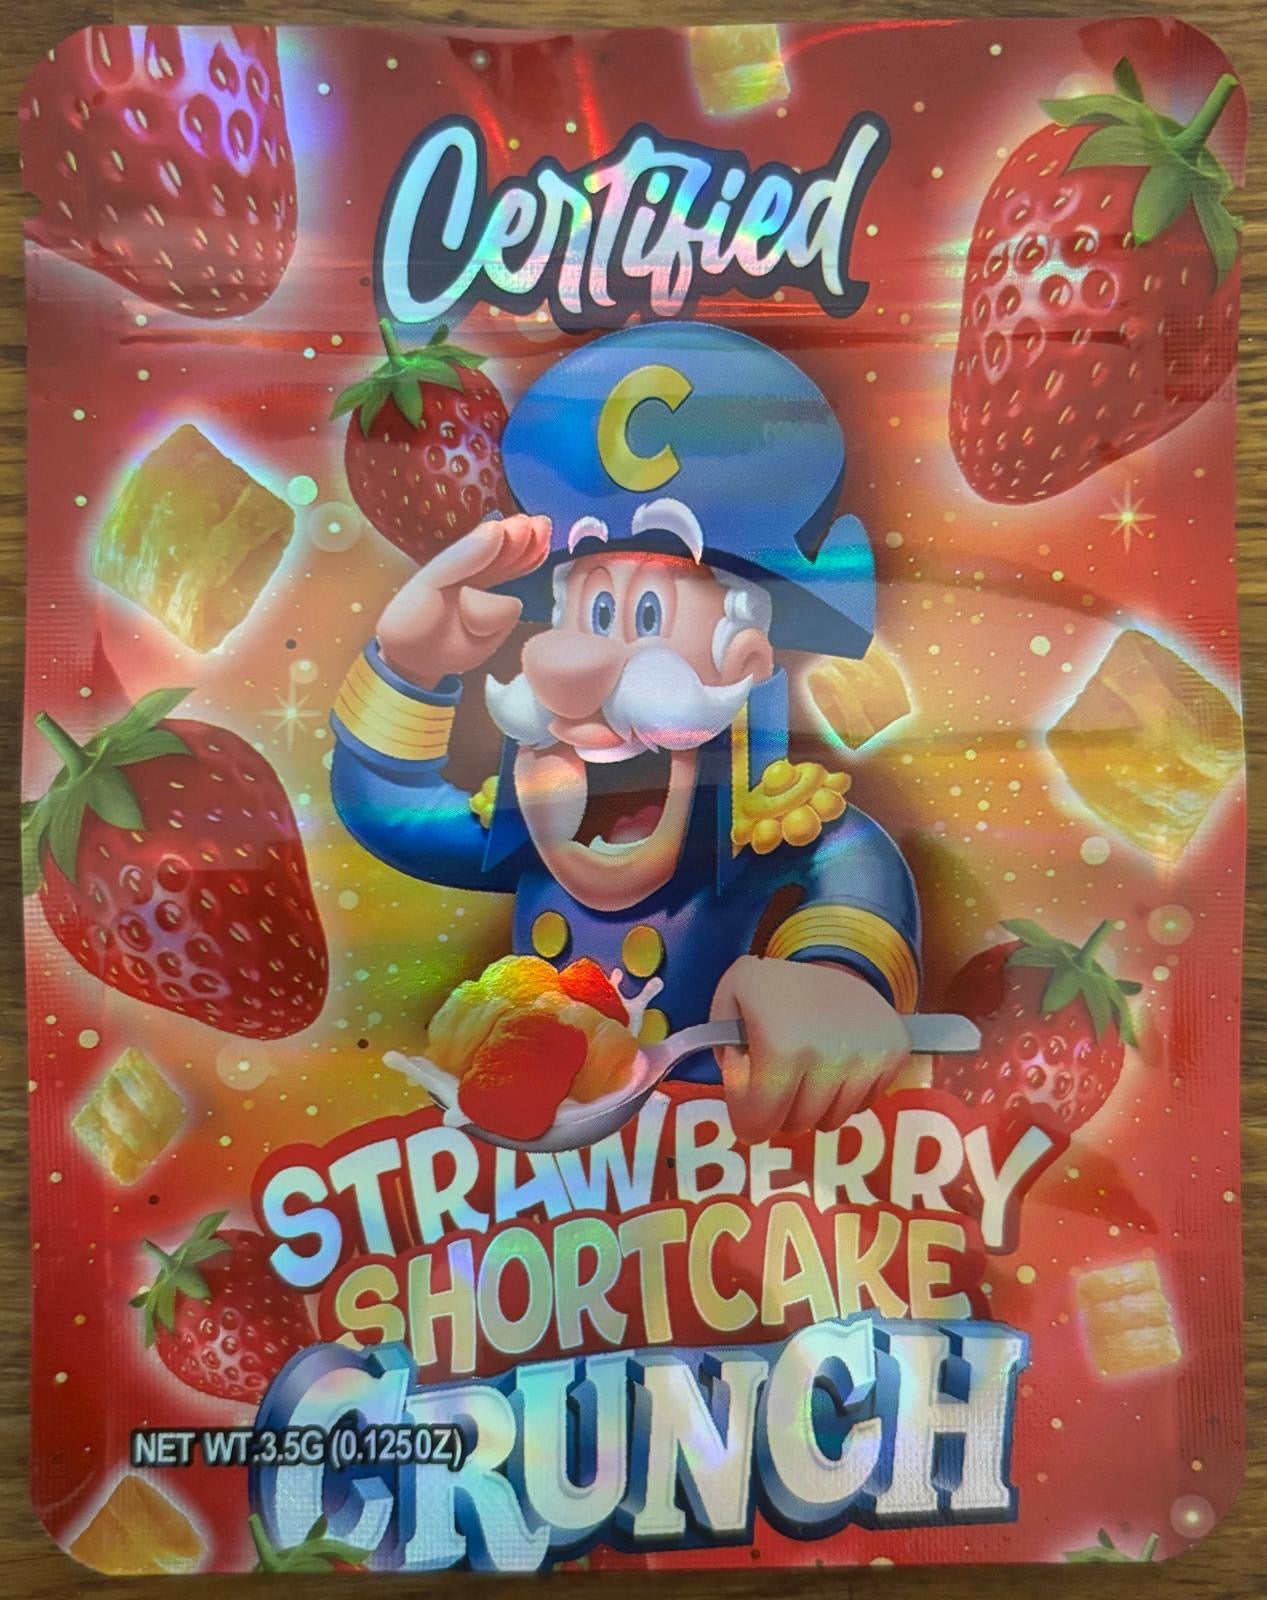 Certified
C
STRAWBERRY
SHORTCAKE
CRUNCH
NET WT.3.5G (0.125OZ)